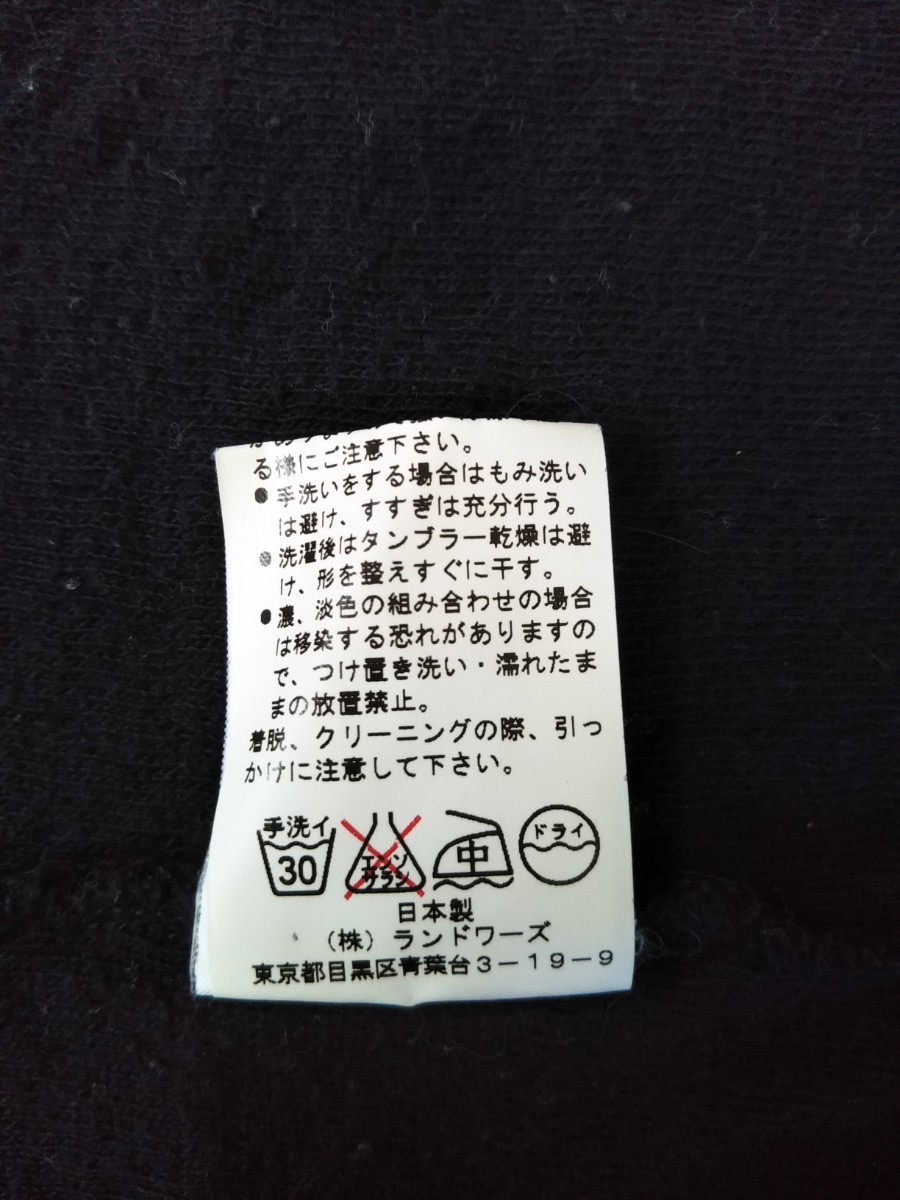 る様にご注意下さい。
● 手洗いをする場合はもみ洗い
は避け、すすぎは充分行う。
● 洗濯後はタンブラー乾燥は避
け、形を整えすぐに干す。
● 濃、淡色の組み合わせの場合
は移染する恐れがありますの
で、つけ置き洗い・濡れたま
まの放置禁止。
着脱、クリーニングの際、引っ
かけに注意して下さい。
手洗イ 30 エンソ サラシ 中 ドライ
日本製
（株）ランドワーズ
東京都目黒区青葉台3－19－9